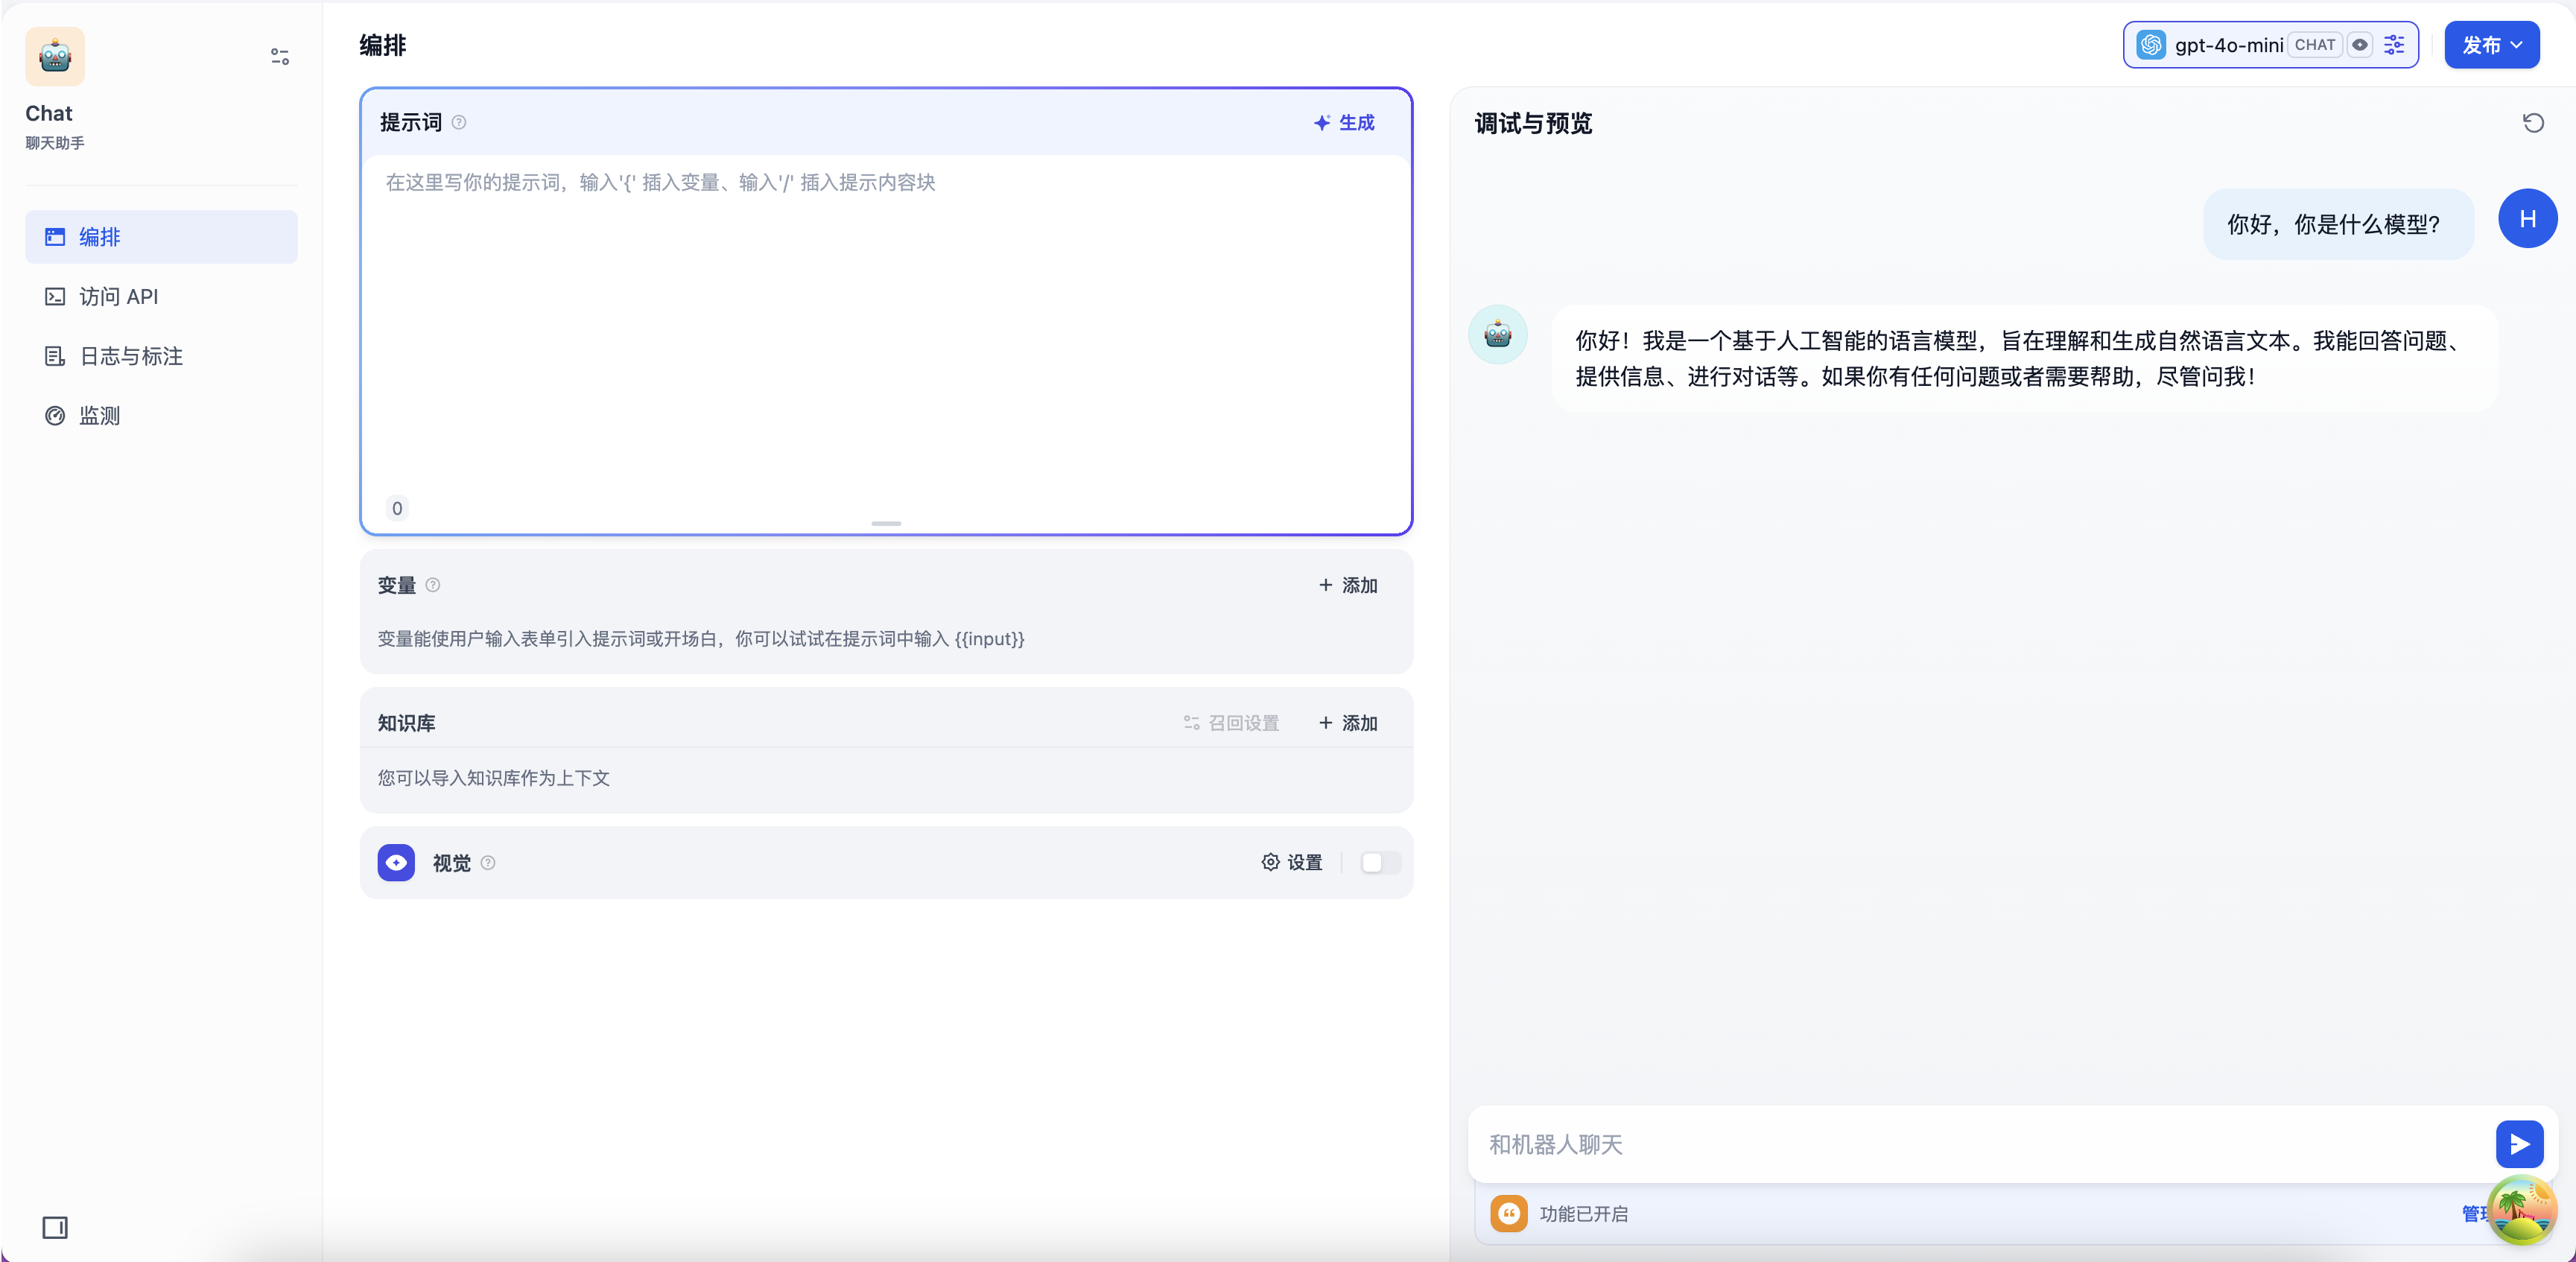 Chat
聊天助手
编排
访问 API
日志与标注
监测
编排
gpt-4o-mini CHAT
发布
提示词
生成
在这里写你的提示词，输入'{' 插入变量、输入'/' 插入提示内容块
0
变量
+ 添加
变量能使用户输入表单引入提示词或开场白，你可以试试在提示词中输入 {{input}}
知识库
召回设置
+ 添加
您可以导入知识库作为上下文
视觉
设置
调试与预览
你好，你是什么模型？
H
你好！我是一个基于人工智能的语言模型，旨在理解和生成自然语言文本。我能回答问题、
提供信息、进行对话等。如果你有任何问题或者需要帮助，尽管问我！
和机器人聊天
功能已开启
管